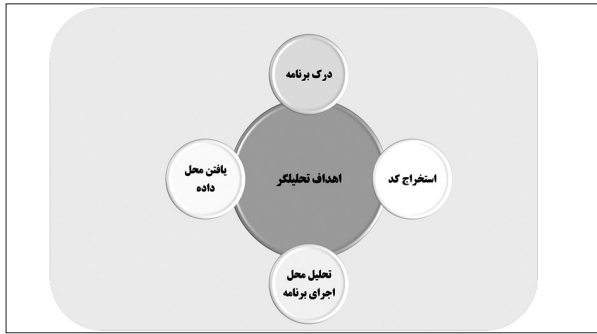 درک برنامه
اهداف تحلیلگر
استخراج کد
یافتن محل
داده
تحلیل محل
اجرای برنامه